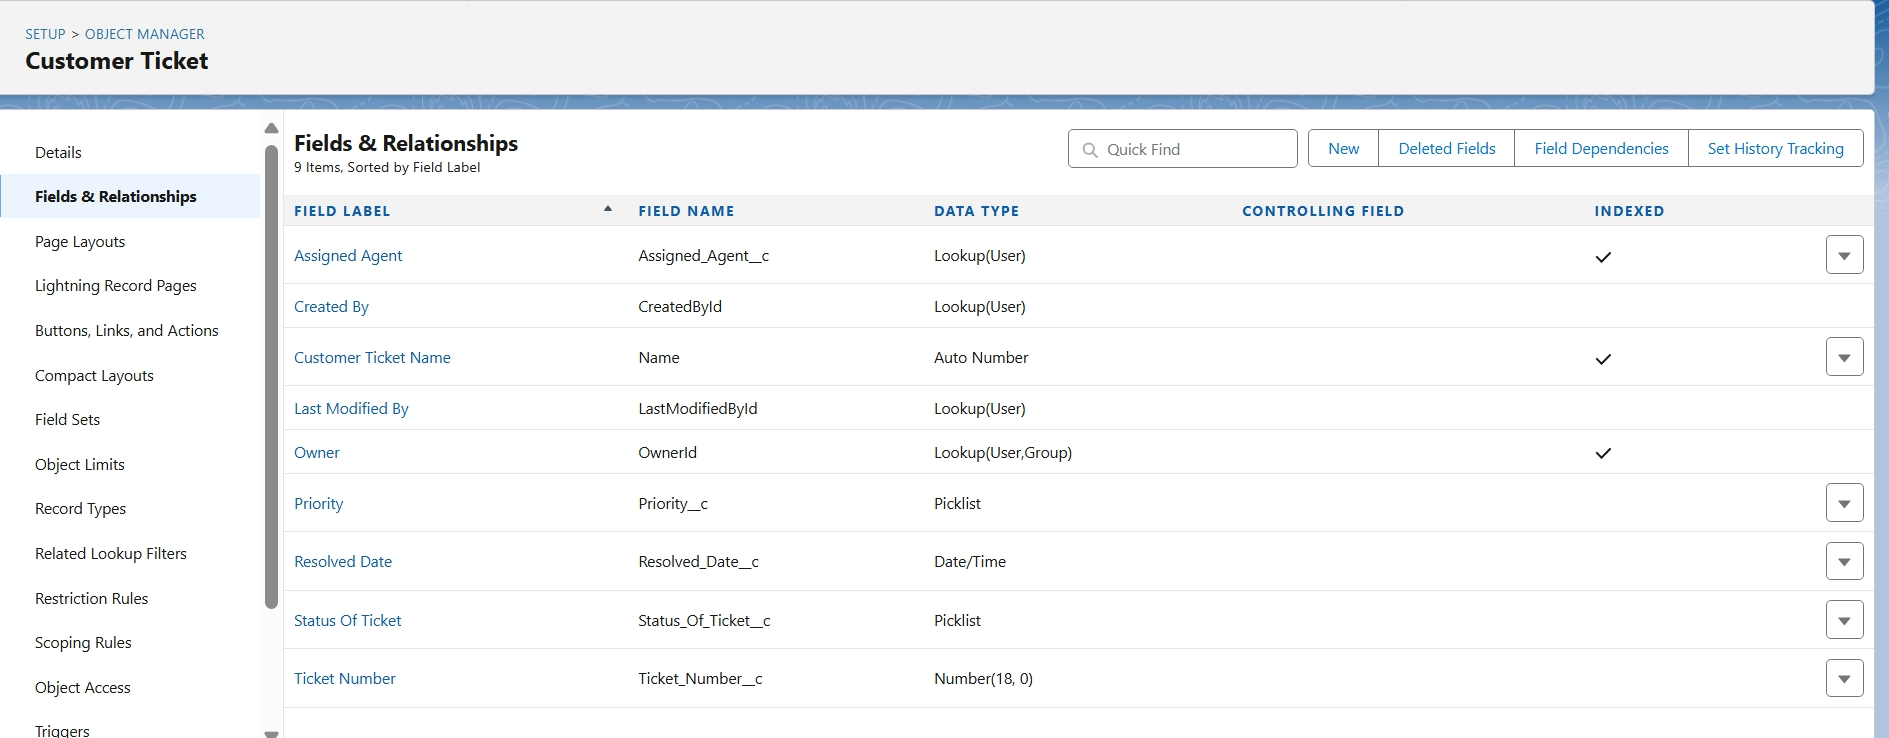 SETUP > OBJECT MANAGER
Customer Ticket
Details
Fields & Relationships
Page Layouts
Lightning Record Pages
Buttons, Links, and Actions
Compact Layouts
Field Sets
Object Limits
Record Types
Related Lookup Filters
Restriction Rules
Scoping Rules
Object Access
Triggers
Fields & Relationships
9 Items, Sorted by Field Label
Quick Find
New Deleted Fields Field Dependencies Set History Tracking
FIELD LABEL FIELD NAME DATA TYPE CONTROLLING FIELD INDEXED
Assigned Agent Assigned_Agent__c Lookup(User)
Created By CreatedById Lookup(User)
Customer Ticket Name Name Auto Number
Last Modified By LastModifiedById Lookup(User)
Owner OwnerId Lookup(User,Group)
Priority Priority__c Picklist
Resolved Date Resolved_Date__c Date/Time
Status Of Ticket Status_Of_Ticket__c Picklist
Ticket Number Ticket_Number__c Number(18, 0)